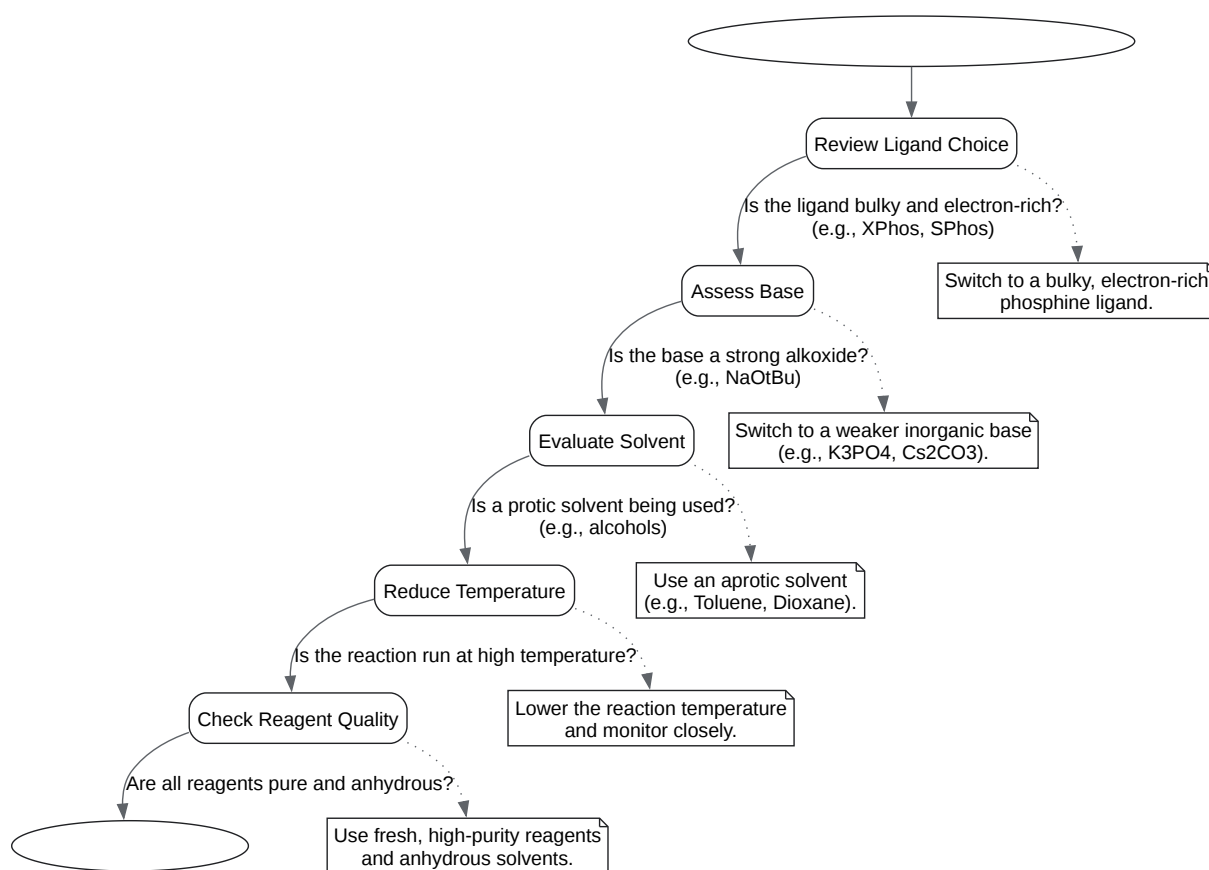 Review Ligand Choice
Is the ligand bulky and electron-rich?
(e.g., XPhos, SPhos)
Switch to a bulky, electron-rich
phosphine ligand.
Assess Base
Is the base a strong alkoxide?
(e.g., NaOtBu)
Switch to a weaker inorganic base
(e.g., K3PO4, Cs2CO3).
Evaluate Solvent
Is a protic solvent being used?
(e.g., alcohols)
Use an aprotic solvent
(e.g., Toluene, Dioxane).
Reduce Temperature
Is the reaction run at high temperature?
Lower the reaction temperature
and monitor closely.
Check Reagent Quality
Are all reagents pure and anhydrous?
Use fresh, high-purity reagents
and anhydrous solvents.